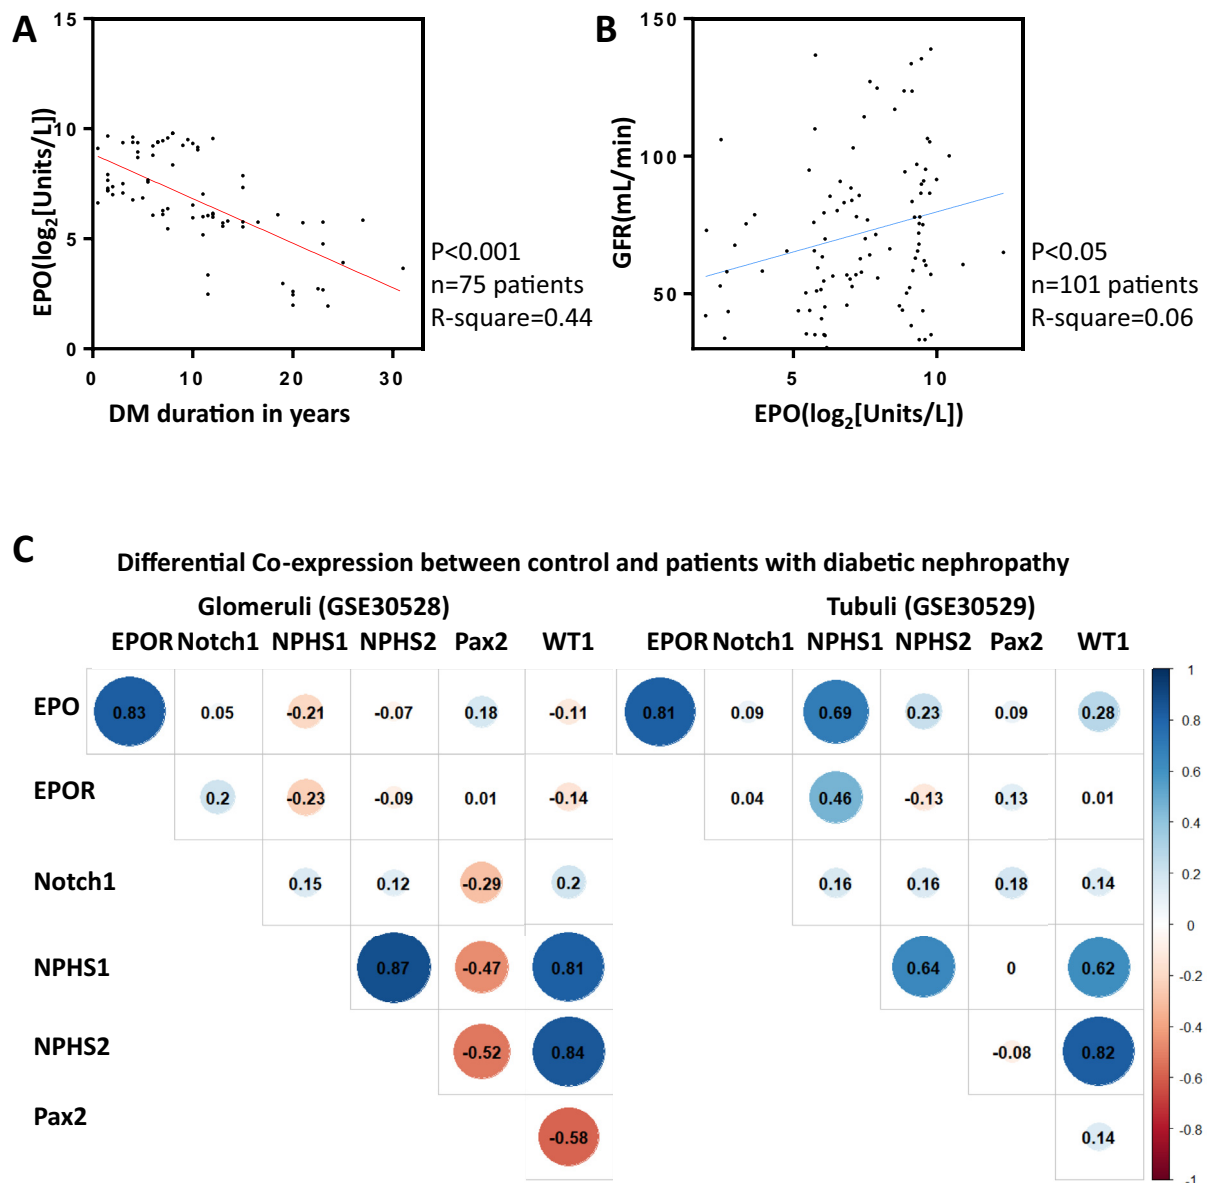 A
15
10
5
0
EPO(log₂[Units/L])
0 10 20 30
DM duration in years
P<0.001
n=75 patients
R-square=0.44
B
150
100
50
GFR(mL/min)
5 10
EPO(log₂[Units/L])
P<0.05
n=101 patients
R-square=0.06
C
Differential Co-expression between control and patients with diabetic nephropathy
Glomeruli (GSE30528)
EPOR Notch1 NPHS1 NPHS2 Pax2 WT1
EPO 0.83 0.05 -0.21 -0.07 0.18 -0.11
EPOR 0.2 -0.23 -0.09 0.01 -0.14
Notch1 0.15 0.12 -0.29 0.2
NPHS1 0.87 -0.47 0.81
NPHS2 -0.52 0.84
Pax2 -0.58
Tubuli (GSE30529)
EPOR Notch1 NPHS1 NPHS2 Pax2 WT1
0.81 0.09 0.69 0.23 0.09 0.28
0.04 0.46 -0.13 0.13 0.01
0.16 0.16 0.18 0.14
0.64 0 0.62
-0.08 0.82
0.14
1
0.8
0.6
0.4
0.2
0
-0.2
-0.4
-0.6
-0.8
-1